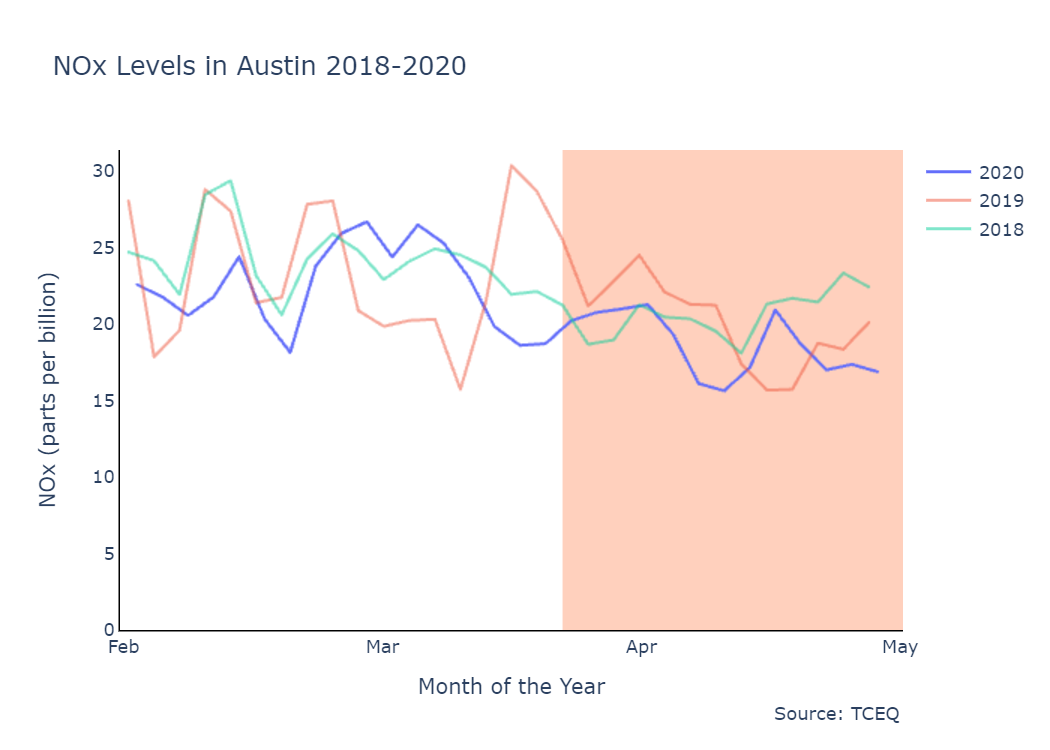 NOx Levels in Austin 2018-2020
2020
2019
2018
NOx (parts per billion)
30
25
20
15
10
5
0
Feb Mar Apr May
Month of the Year
Source: TCEQ